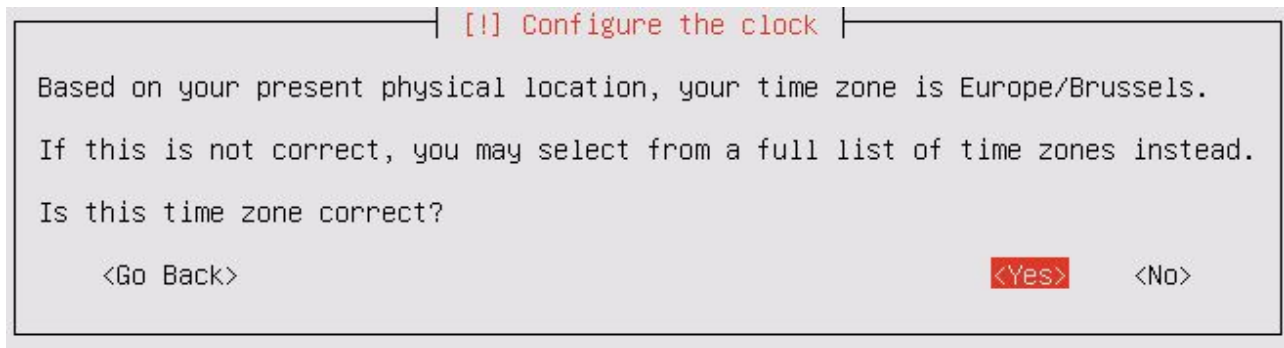 [!] Configure the clock
Based on your present physical location, your time zone is Europe/Brussels.
If this is not correct, you may select from a full list of time zones instead.
Is this time zone correct?
<Go Back> <Yes> <No>